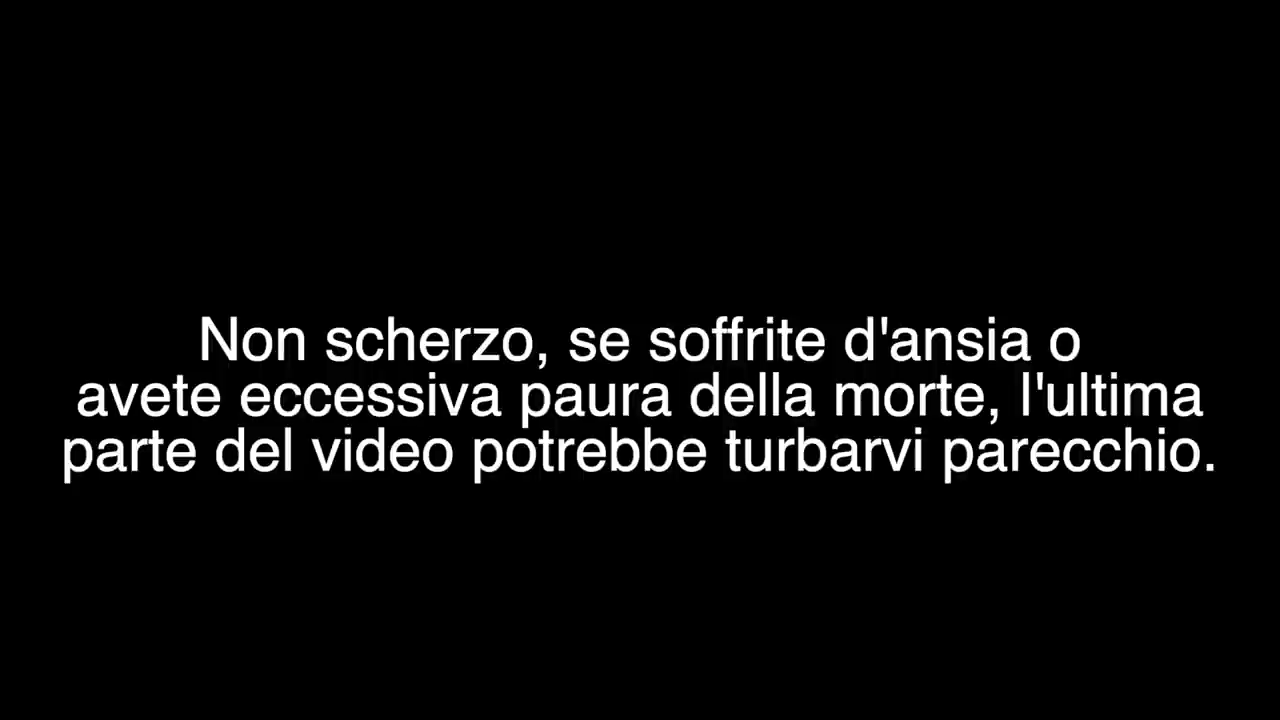 Non scherzo, se soffrite d'ansia o
avete eccessiva paura della morte, l'ultima
parte del video potrebbe turbarvi parecchio.